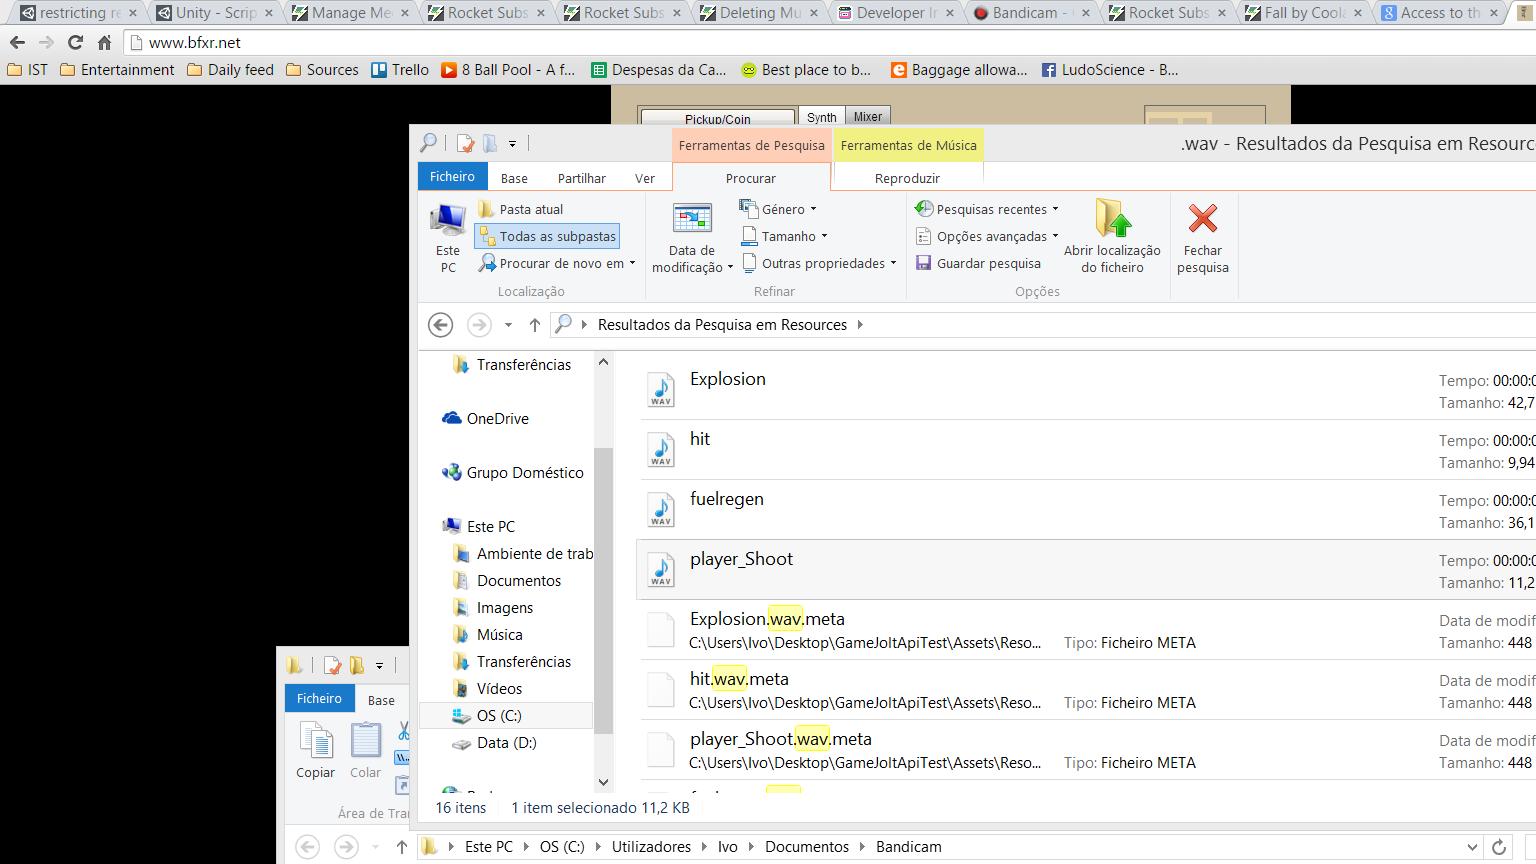 restricting re
Unity - Scrip
Manage Me
Rocket Subs
Rocket Subs
Deleting Mu
Developer In
Bandicam -
Rocket Subs
Fall by Coola
Access to th
www.bfxr.net
IST
Entertainment
Daily feed
Sources
Trello
8 Ball Pool - A f...
Despesas da Ca...
Best place to b...
Baggage allowa...
LudoScience - B...
Pickup/Coin
Synth
Mixer
Ferramentas de Pesquisa
Ferramentas de Música
.wav - Resultados da Pesquisa em Resource
Ficheiro
Base
Partilhar
Ver
Procurar
Reproduzir
Este PC
Pasta atual
Todas as subpastas
Procurar de novo em
Localização
Data de modificação
Género
Tamanho
Outras propriedades
Refinar
Pesquisas recentes
Opções avançadas
Guardar pesquisa
Abrir localização do ficheiro
Opções
Fechar pesquisa
Resultados da Pesquisa em Resources
Transferências
OneDrive
Grupo Doméstico
Este PC
Ambiente de trab
Documentos
Imagens
Música
Transferências
Vídeos
OS (C:)
Data (D:)
Explosion
Tempo: 00:00:0
Tamanho: 42,7
hit
Tempo: 00:00:0
Tamanho: 9,94
fuelregen
Tempo: 00:00:0
Tamanho: 36,1
player_Shoot
Tempo: 00:00:0
Tamanho: 11,2
Explosion.wav.meta
C:\Users\Ivo\Desktop\GameJoltApiTest\Assets\Reso...
Tipo: Ficheiro META
Data de modif
Tamanho: 448
hit.wav.meta
C:\Users\Ivo\Desktop\GameJoltApiTest\Assets\Reso...
Tipo: Ficheiro META
Data de modif
Tamanho: 448
player_Shoot.wav.meta
C:\Users\Ivo\Desktop\GameJoltApiTest\Assets\Reso...
Tipo: Ficheiro META
Data de modif
Tamanho: 448
16 itens
1 item selecionado 11,2 KB
Ficheiro
Base
Copiar
Colar
Área de Tra
Este PC
OS (C:)
Utilizadores
Ivo
Documentos
Bandicam